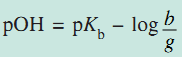 pOH = pK_b − log b/g